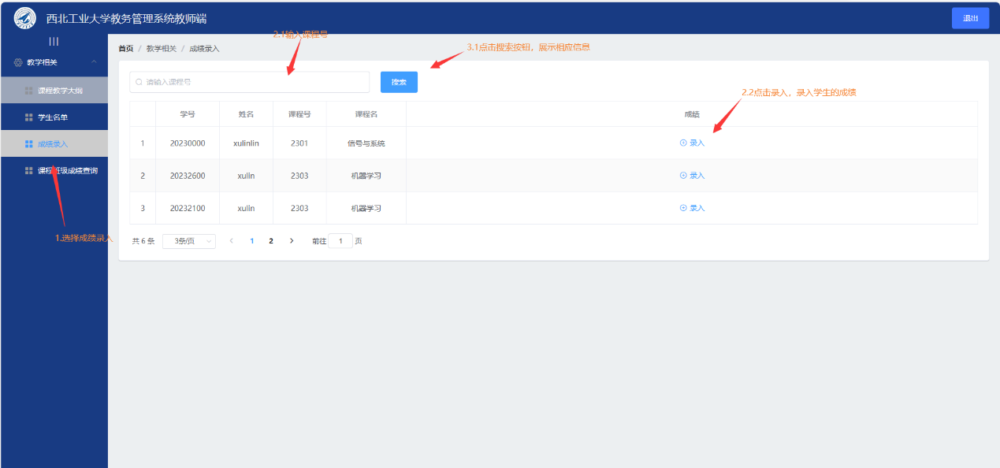 西北工业大学教务管理系统教师端
退出
教学相关
课程教学大纲
学生名单
成绩录入
课程班级成绩查询
1.选择成绩录入
2.1输入课程号
首页 / 教学相关 / 成绩录入
3.1点击搜索按钮，展示相应信息
请输入课程号
搜索
2.2点击录入，录入学生的成绩
学号 姓名 课程号 课程名 成绩
1 20230000 xulinlin 2301 信号与系统 录入
2 20232600 xulin 2303 机器学习 录入
3 20232100 xulin 2303 机器学习 录入
共 6 条 3条/页 1 2 前往 1 页